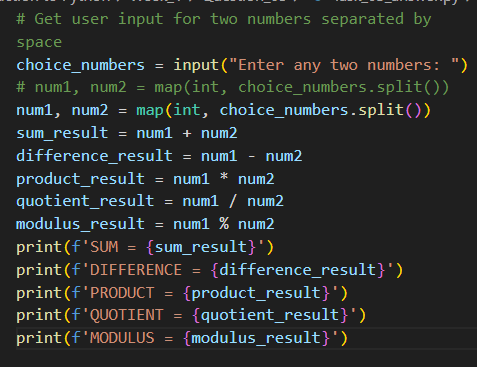 # Get user input for two numbers separated by
space
choice_numbers = input("Enter any two numbers: ")
# num1, num2 = map(int, choice_numbers.split())
num1, num2 = map(int, choice_numbers.split())
sum_result = num1 + num2
difference_result = num1 - num2
product_result = num1 * num2
quotient_result = num1 / num2
modulus_result = num1 % num2
print(f'SUM = {sum_result}')
print(f'DIFFERENCE = {difference_result}')
print(f'PRODUCT = {product_result}')
print(f'QUOTIENT = {quotient_result}')
print(f'MODULUS = {modulus_result}')